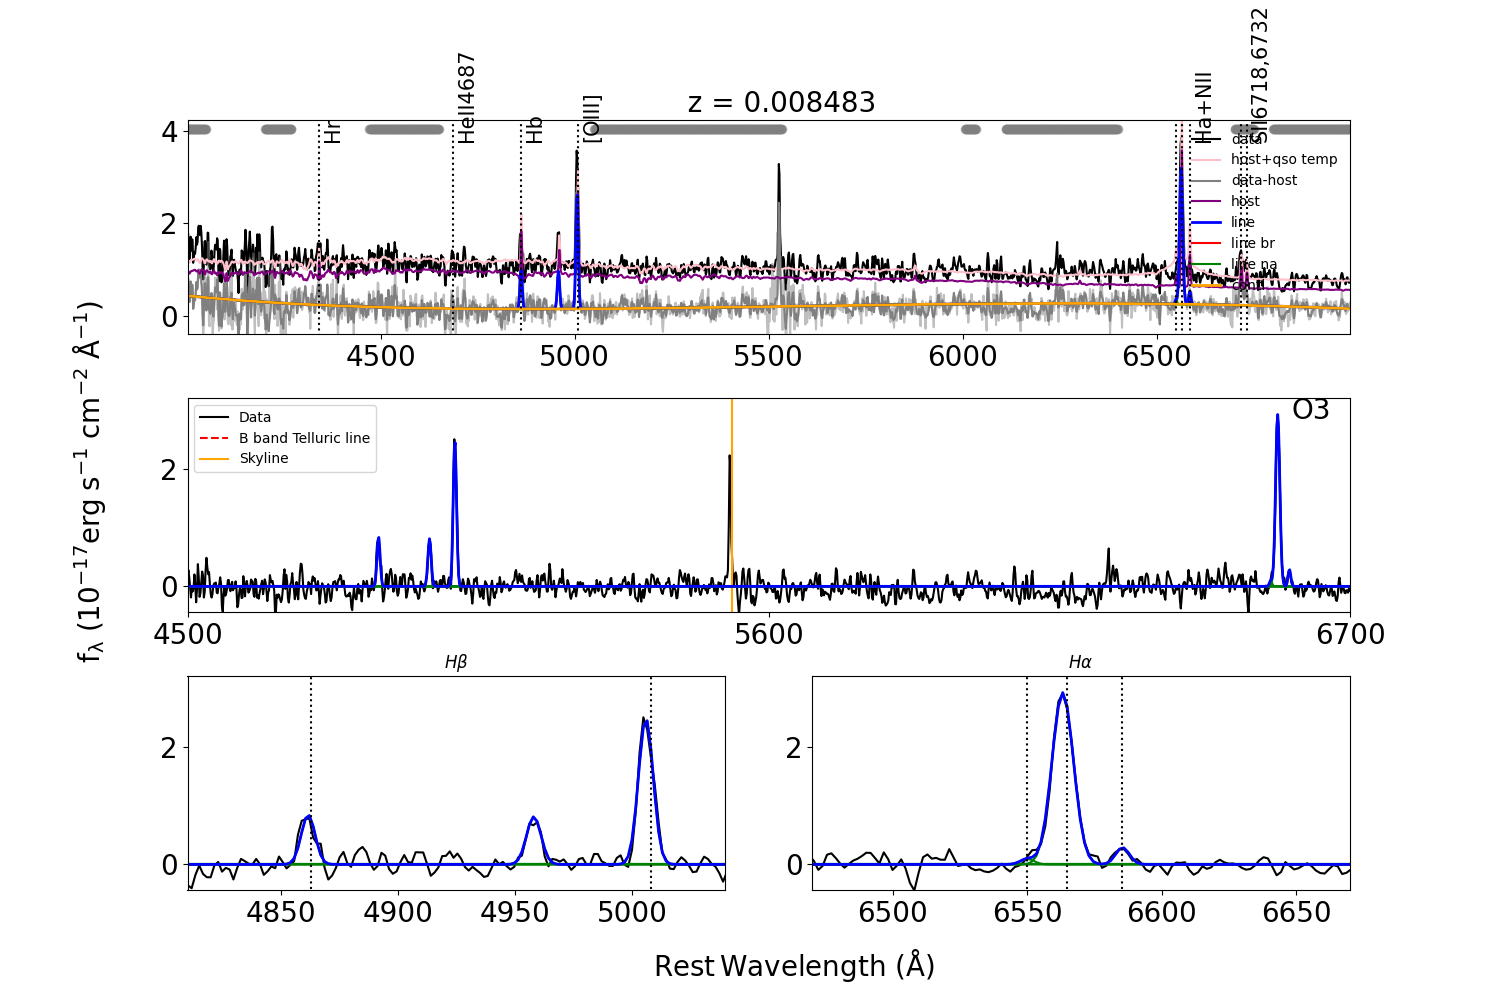 z = 0.008483
Hr
HeII4687
Hb
[OIII]
Ha+NII
SII6718,6732
data
host+qso temp
data-host
host
line
line br
line na
conti
4
2
0
4500
5000
5500
6000
6500
Data
B band Telluric line
Skyline
O3
2
0
4500
5600
6700
fλ (10⁻¹⁷erg s⁻¹ cm⁻² Å⁻¹)
Hβ
2
0
4850
4900
4950
5000
Hα
2
0
6500
6550
6600
6650
Rest Wavelength (Å)